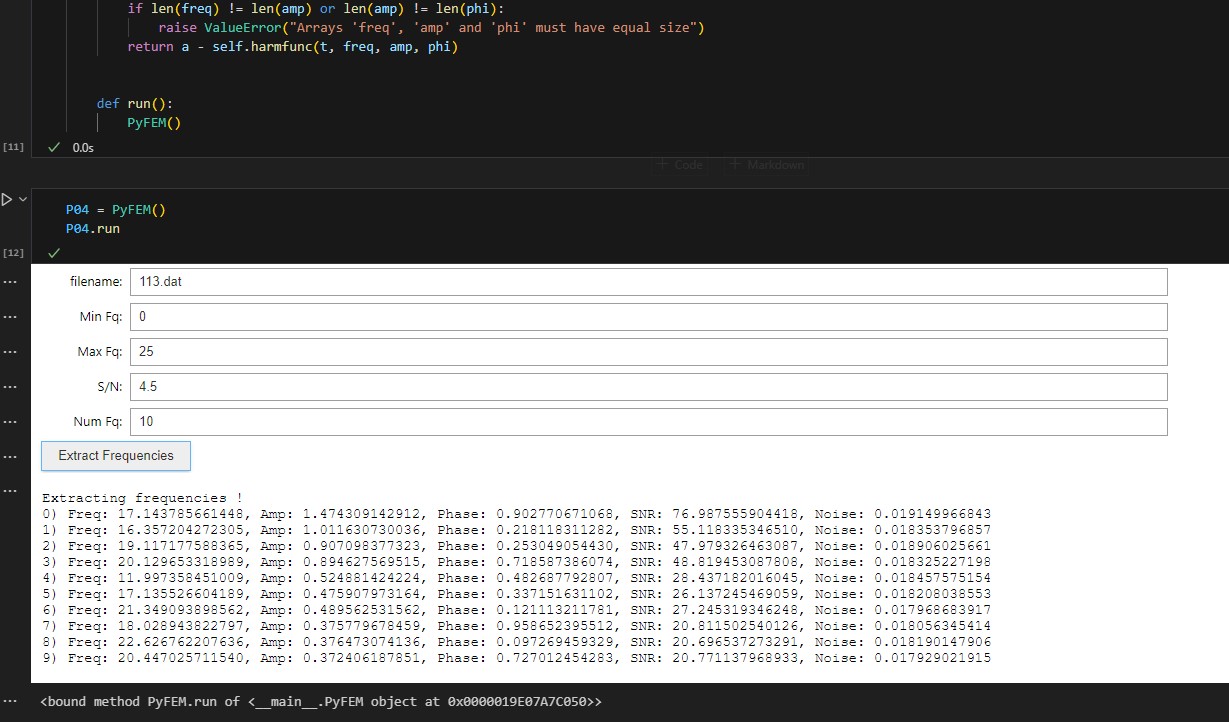 if len(freq) != len(amp) or len(amp) != len(phi):
raise ValueError("Arrays 'freq', 'amp' and 'phi' must have equal size")
return a - self.harmfunc(t, freq, amp, phi)
def run():
PyFEM()
[11] ✓ 0.0s
+ Code + Markdown
P04 = PyFEM()
P04.run
[12] ✓
filename: 113.dat
Min Fq: 0
Max Fq: 25
S/N: 4.5
Num Fq: 10
Extract Frequencies
Extracting frequencies !
0) Freq: 17.143785661448, Amp: 1.474309142912, Phase: 0.902770671068, SNR: 76.987555904418, Noise: 0.019149966843
1) Freq: 16.357204272305, Amp: 1.011630730036, Phase: 0.218118311282, SNR: 55.118335346510, Noise: 0.018353796857
2) Freq: 19.117177588365, Amp: 0.907098377323, Phase: 0.253049054430, SNR: 47.979326463087, Noise: 0.018906025661
3) Freq: 20.129653318989, Amp: 0.894627569515, Phase: 0.718587386074, SNR: 48.819453087808, Noise: 0.018325227198
4) Freq: 11.997358451009, Amp: 0.524881424224, Phase: 0.482687792807, SNR: 28.437182016045, Noise: 0.018457575154
5) Freq: 17.135526604189, Amp: 0.475907973164, Phase: 0.337151631102, SNR: 26.137245469059, Noise: 0.018208038553
6) Freq: 21.349093898562, Amp: 0.489562531562, Phase: 0.121113211781, SNR: 27.245319346248, Noise: 0.017968683917
7) Freq: 18.028943822797, Amp: 0.375779678459, Phase: 0.958652395512, SNR: 20.811502540126, Noise: 0.018056345414
8) Freq: 22.626762207636, Amp: 0.376473074136, Phase: 0.097269459329, SNR: 20.696537273291, Noise: 0.018190147906
9) Freq: 20.447025711540, Amp: 0.372406187851, Phase: 0.727012454283, SNR: 20.771137968933, Noise: 0.017929021915
<bound method PyFEM.run of <__main__.PyFEM object at 0x0000019E07A7C050>>